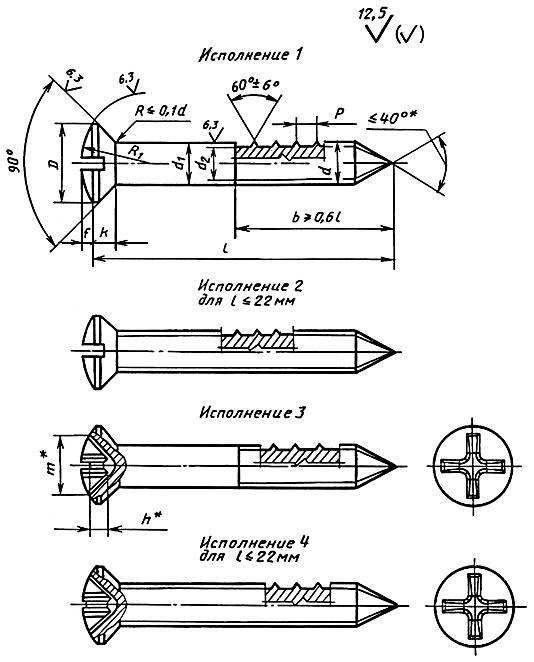 12,5
(√)
Исполнение 1
6,3
6,3
R ≤ 0,1d
60°±6°
P
≤40°*
6,3
90°
D
R₁
d₁
d₂
d
b ≥ 0,6l
f
k
l
Исполнение 2
для l ≤ 22мм
Исполнение 3
m*
h*
Исполнение 4
для l ≤ 22мм